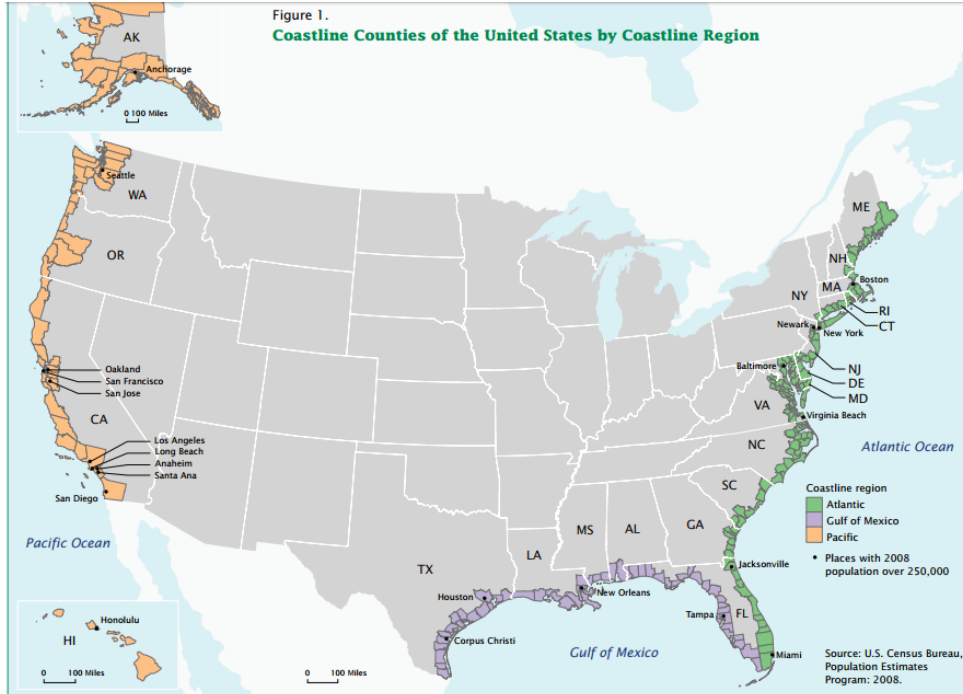 Figure 1.
Coastline Counties of the United States by Coastline Region
AK
Anchorage
0 100 Miles
Seattle
WA
OR
Oakland
San Francisco
San Jose
CA
Los Angeles
Long Beach
Anaheim
Santa Ana
San Diego
Pacific Ocean
Honolulu
HI
0 100 Miles
0 100 Miles
TX
Houston
Corpus Christi
LA
New Orleans
MS
AL
GA
Tampa
FL
Miami
Jacksonville
Gulf of Mexico
SC
NC
VA
Virginia Beach
Baltimore
MD
DE
NJ
Newark
New York
NY
CT
RI
MA
Boston
NH
ME
Atlantic Ocean
Coastline region
Atlantic
Gulf of Mexico
Pacific
Places with 2008
population over 250,000
Source: U.S. Census Bureau,
Population Estimates
Program: 2008.